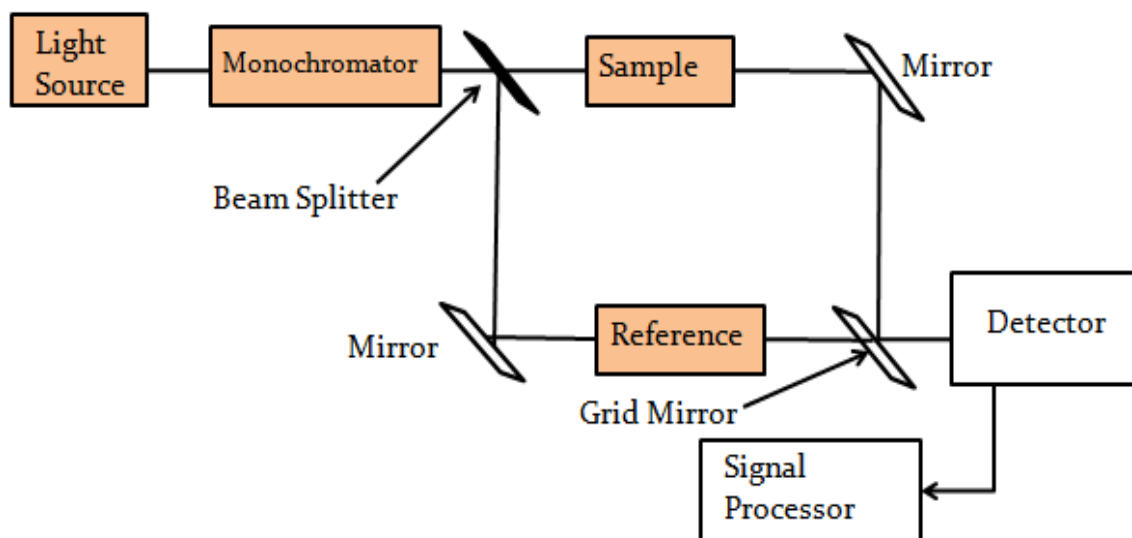 Light
Source
Monochromator
Sample
Mirror
Beam Splitter
Mirror
Reference
Detector
Grid Mirror
Signal
Processor